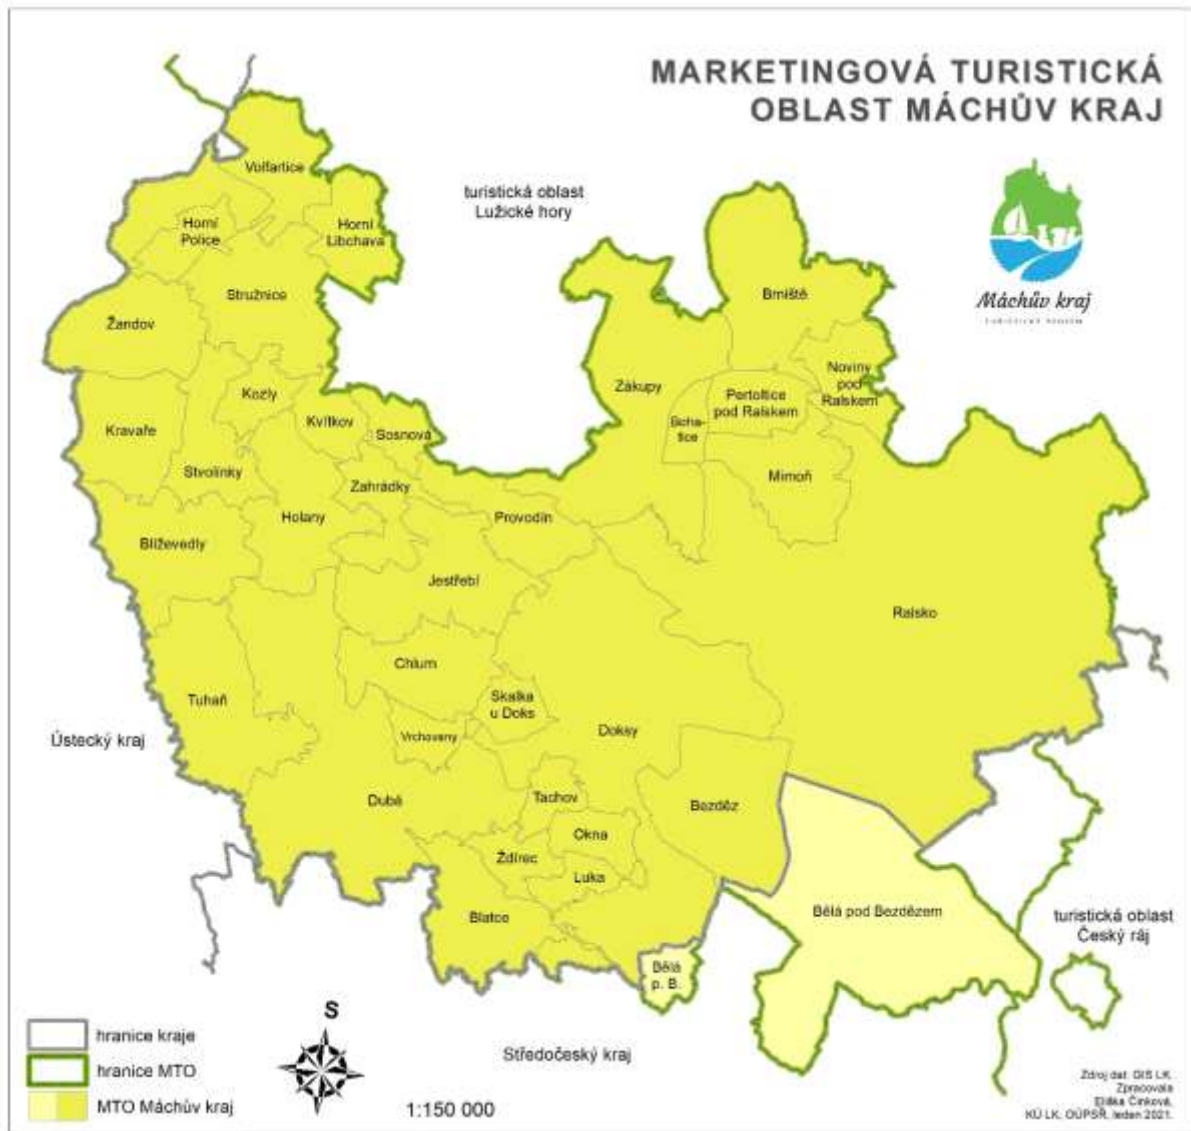 MARKETINGOVÁ TURISTICKÁ
OBLAST MÁCHŮV KRAJ
turistická oblast
Lužické hory
Máchův kraj
TURISTICKÝ REGION
Volfartice
Horní
Police
Horní
Libchava
Stružnice
Žandov
Brniště
Zákupy
Noviny
pod
Ralskem
Pertoltice
pod Ralskem
Boha-
tice
Kozly
Kvítkov
Sosnová
Kravaře
Stvolínky
Zahrádky
Mimoň
Holany
Provodín
Blíževedly
Jestřebí
Ralsko
Chlum
Tuhaň
Skalka
u Doks
Vrchovany
Doksy
Ústecký kraj
Dubá
Tachov
Bezděz
Okna
Ždírec
Luka
Blatce
Bělá pod Bezdězem
turistická oblast
Český ráj
Bělá
p. B.
Středočeský kraj
S
hranice kraje
hranice MTO
MTO Máchův kraj
1:150 000
Zdroj dat: GIS LK.
Zpracovala
Eliška Činková,
KÚ LK, OÚPSŘ, leden 2021.